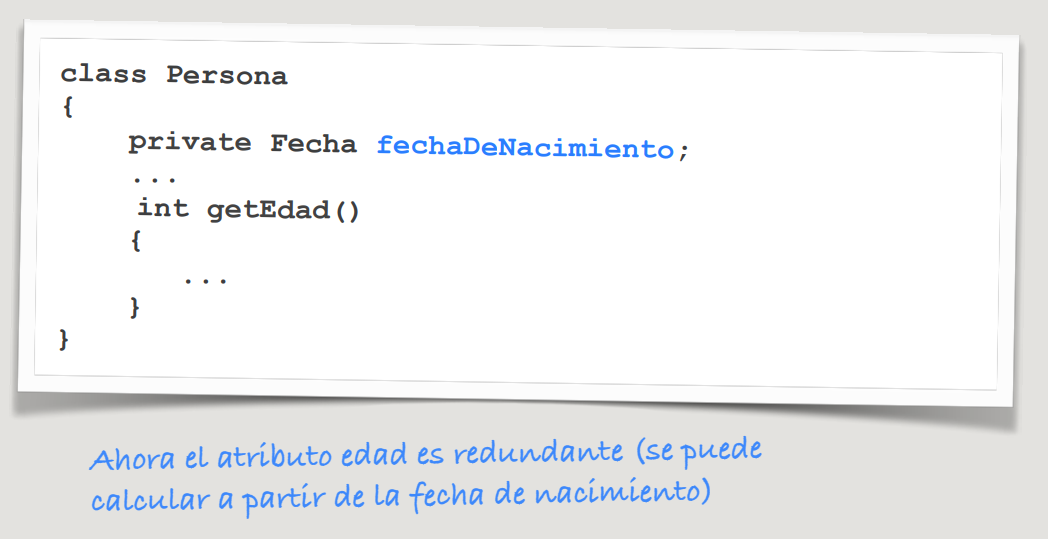 class Persona
{
private Fecha fechaDeNacimiento;
...
int getEdad()
{
...
}
}
Ahora el atributo edad es redundante (se puede
calcular a partir de la fecha de nacimiento)